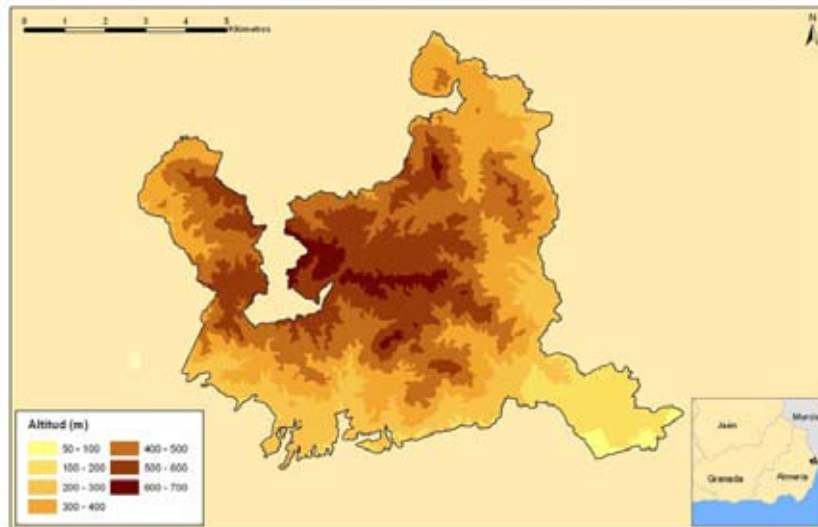 0 1 2 3 4 5
Kilómetros
N
Altitud (m)
50 - 100
100 - 200
200 - 300
300 - 400
400 - 500
500 - 600
600 - 700
Jaén
Murcia
Granada
Almería